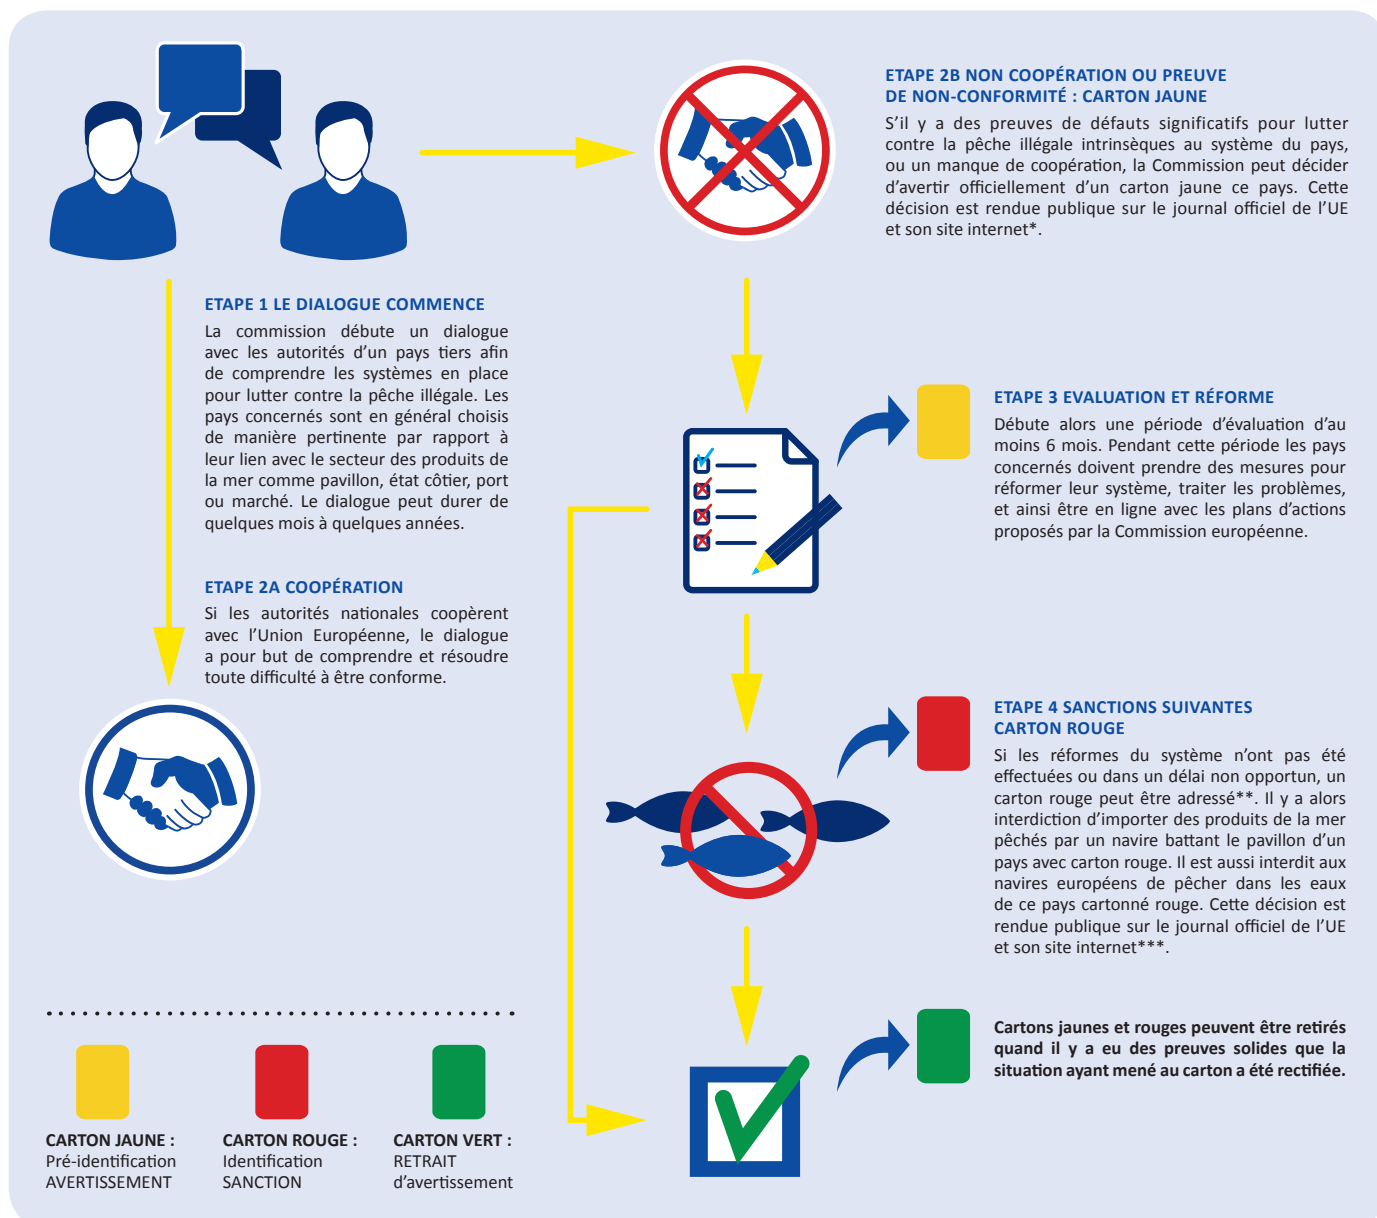 ETAPE 1 LE DIALOGUE COMMENCE
La commission débute un dialogue
avec les autorités d'un pays tiers afin
de comprendre les systèmes en place
pour lutter contre la pêche illégale. Les
pays concernés sont en général choisis
de manière pertinente par rapport à
leur lien avec le secteur des produits de
la mer comme pavillon, état côtier, port
ou marché. Le dialogue peut durer de
quelques mois à quelques années.
ETAPE 2A COOPÉRATION
Si les autorités nationales coopèrent
avec l'Union Européenne, le dialogue
a pour but de comprendre et résoudre
toute difficulté à être conforme.
ETAPE 2B NON COOPÉRATION OU PREUVE
DE NON-CONFORMITÉ : CARTON JAUNE
S'il y a des preuves de défauts significatifs pour lutter
contre la pêche illégale intrinsèques au système du pays,
ou un manque de coopération, la Commission peut décider
d'avertir officiellement d'un carton jaune ce pays. Cette
décision est rendue publique sur le journal officiel de l'UE
et son site internet*.
ETAPE 3 EVALUATION ET RÉFORME
Débute alors une période d'évaluation d'au
moins 6 mois. Pendant cette période les pays
concernés doivent prendre des mesures pour
réformer leur système, traiter les problèmes,
et ainsi être en ligne avec les plans d'actions
proposés par la Commission européenne.
ETAPE 4 SANCTIONS SUIVANTES
CARTON ROUGE
Si les réformes du système n'ont pas été
effectuées ou dans un délai non opportun, un
carton rouge peut être adressé**. Il y a alors
interdiction d'importer des produits de la mer
pêchés par un navire battant le pavillon d'un
pays avec carton rouge. Il est aussi interdit aux
navires européens de pêcher dans les eaux
de ce pays cartonné rouge. Cette décision est
rendue publique sur le journal officiel de l'UE
et son site internet***.
Cartons jaunes et rouges peuvent être retirés
quand il y a eu des preuves solides que la
situation ayant mené au carton a été rectifiée.
CARTON JAUNE :
Pré-identification
AVERTISSEMENT
CARTON ROUGE :
Identification
SANCTION
CARTON VERT :
RETRAIT
d'avertissement